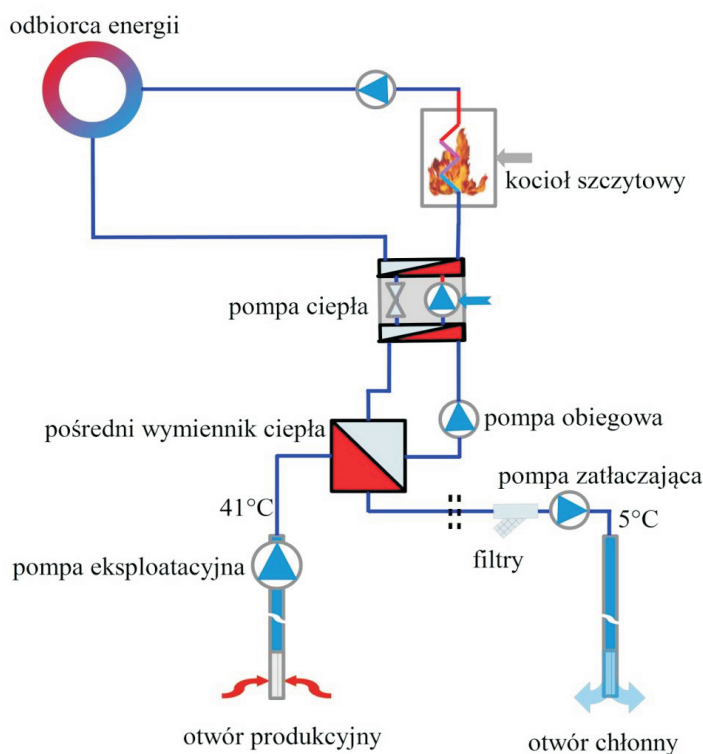 odbiorca energii
kocioł szczytowy
pompa ciepła
pośredni wymiennik ciepła
pompa obiegowa
pompa zatłaczająca
41°C
5°C
pompa eksploatacyjna
filtry
otwór produkcyjny
otwór chłonny